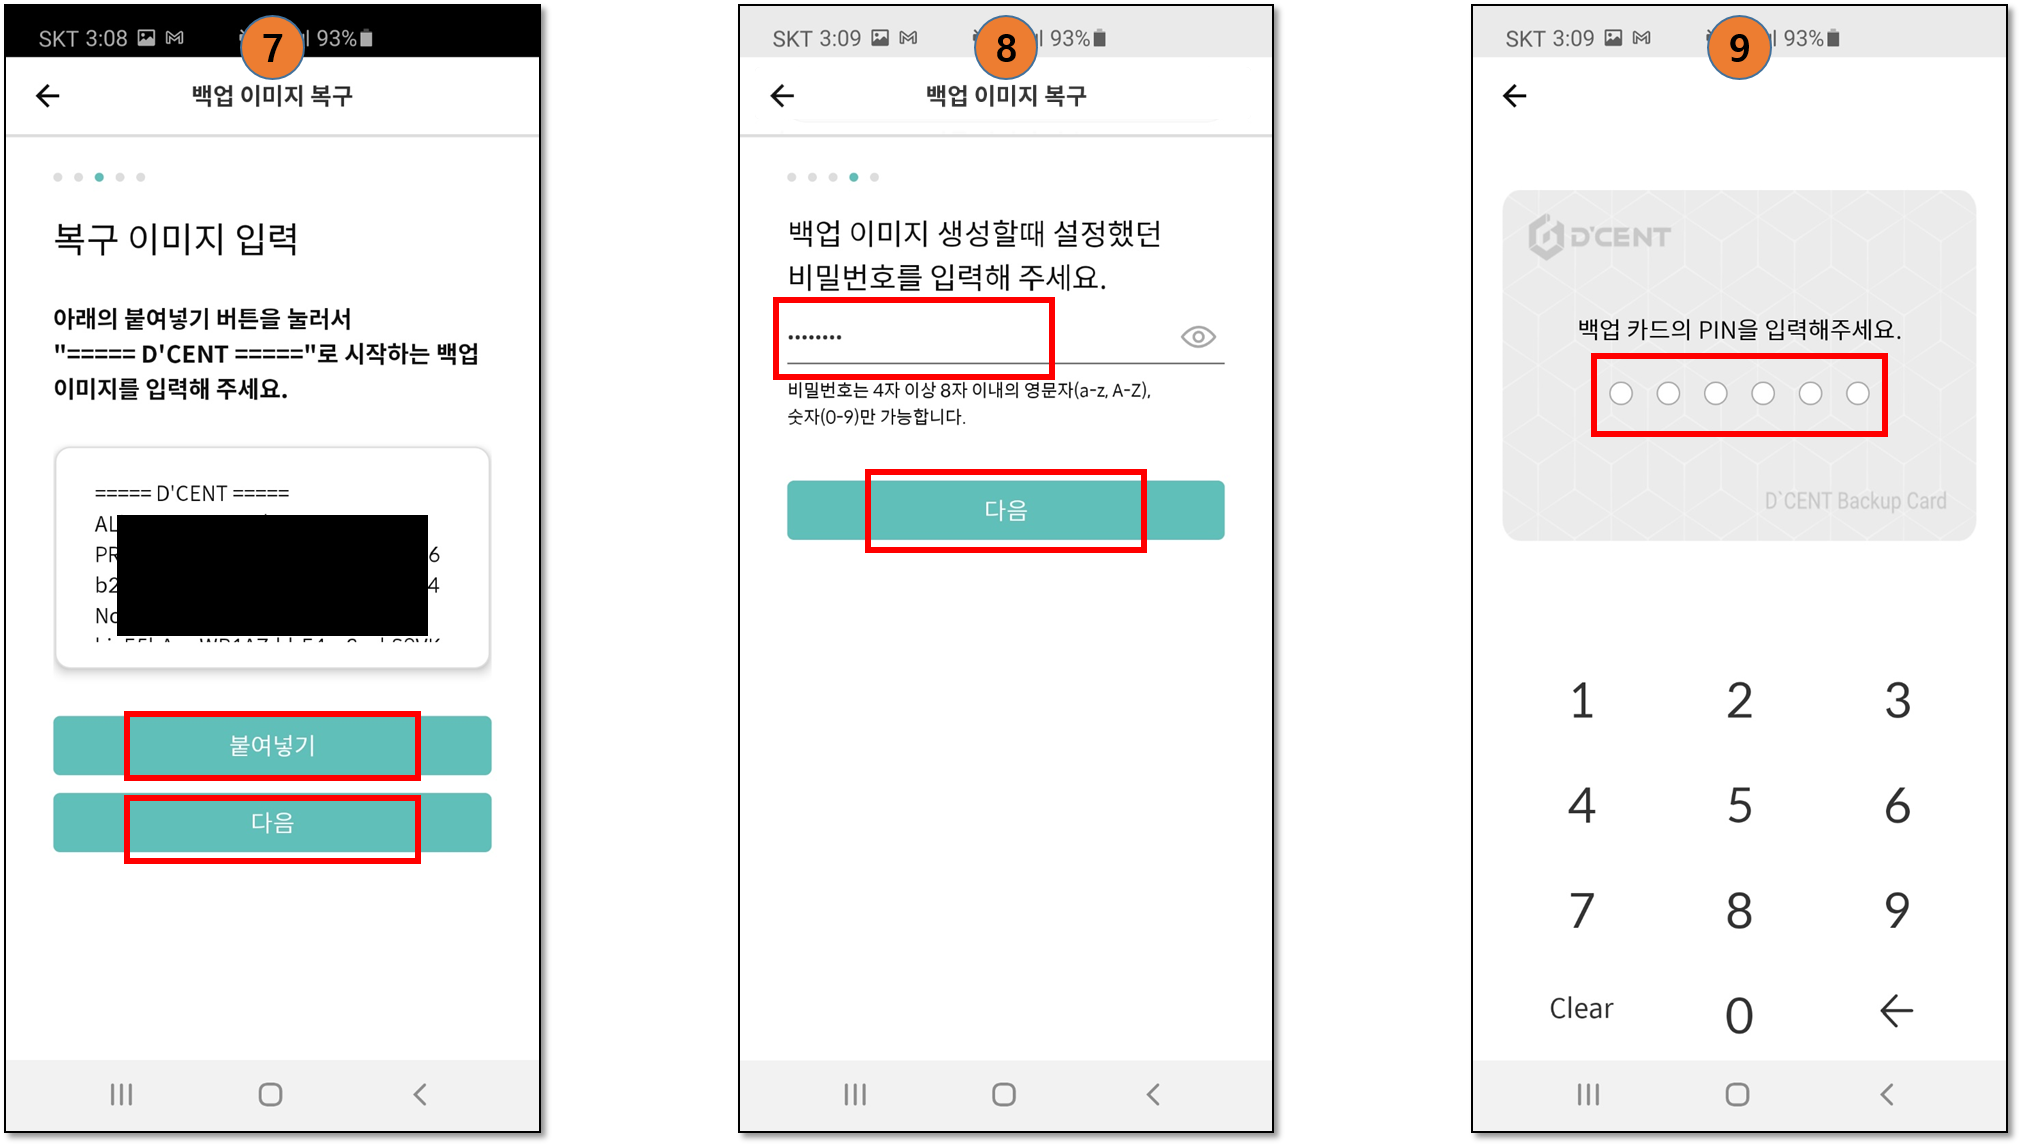 SKT 3:08
7
93%
백업 이미지 복구
복구 이미지 입력
아래의 붙여넣기 버튼을 눌러서
"===== D'CENT ====="로 시작하는 백업
이미지를 입력해 주세요.
===== D'CENT =====
AL
PR 6
b2 4
No
붙여넣기
다음
SKT 3:09
8
93%
백업 이미지 복구
백업 이미지 생성할때 설정했던
비밀번호를 입력해 주세요.
••••••••
비밀번호는 4자 이상 8자 이내의 영문자(a-z, A-Z),
숫자(0-9)만 가능합니다.
다음
SKT 3:09
9
93%
D'CENT
백업 카드의 PIN을 입력해주세요.
D`CENT Backup Card
1 2 3
4 5 6
7 8 9
Clear 0